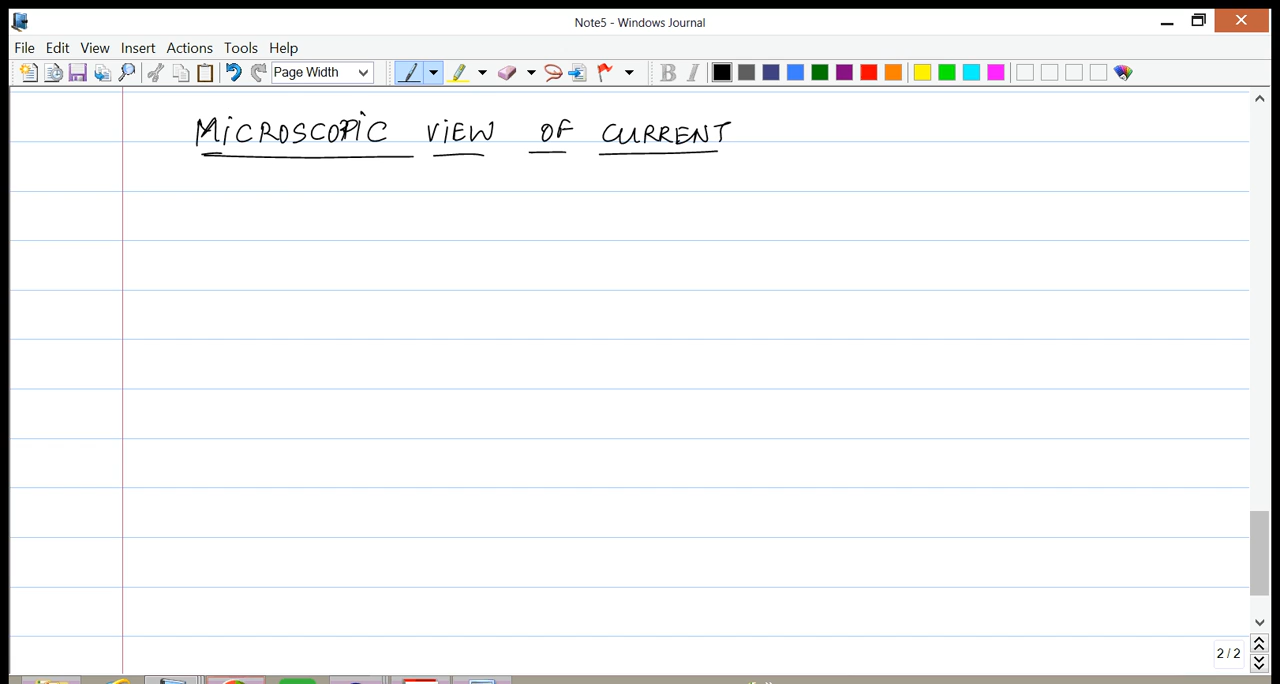 Note5 - Windows Journal
File Edit View Insert Actions Tools Help
Page Width
B I
MiCROSCOPiC ViEW OF CURRENT
2 / 2